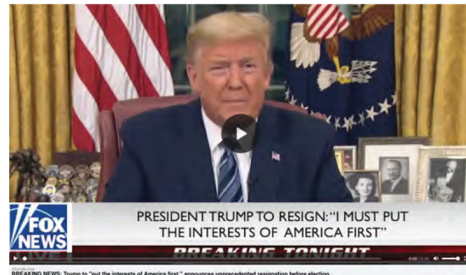 PRESIDENT TRUMP TO RESIGN: "I MUST PUT
THE INTERESTS OF AMERICA FIRST"
FOX
NEWS
BREAKING TONIGHT
BREAKING NEWS: Trump to "put the interests of America first," announces unprecedented resignation before election